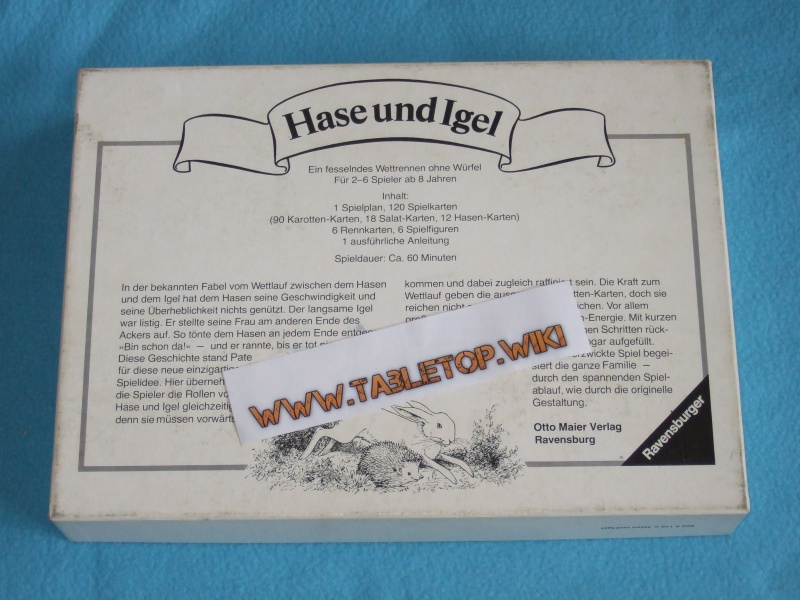 Hase und Igel
Ein fesselndes Wettrennen ohne Würfel
Für 2–6 Spieler ab 8 Jahren
Inhalt:
1 Spielplan, 120 Spielkarten
(90 Karotten-Karten, 18 Salat-Karten, 12 Hasen-Karten)
6 Rennkarten, 6 Spielfiguren
1 ausführliche Anleitung
Spieldauer: Ca. 60 Minuten
In der bekannten Fabel vom Wettlauf zwischen dem Hasen
und dem Igel hat dem Hasen seine Geschwindigkeit und
seine Überheblichkeit nichts genützt. Der langsame Igel
war listig. Er stellte seine Frau am anderen Ende des
Ackers auf. So tönte dem Hasen an jedem Ende
»Bin schon da!« — und er rannte, bis er
Diese Geschichte stand Pate
für diese neue einzigartige
Spielidee. Hier
die Spieler die Rollen
Hase und Igel
denn sie müssen
kommen und dabei zugleich raffiniert sein. Die Kraft zum
Wettlauf geben die doch sie
reichen Vor allem
-Energie. Mit kurzen
Schritten rück-
aufgefüllt.
Spiel begei-
stert die ganze Familie —
durch den spannenden Spiel-
ablauf, wie durch die originelle
Gestaltung.
Otto Maier Verlag
Ravensburg
Ravensburger
WWW.TABLETOP.WIKI